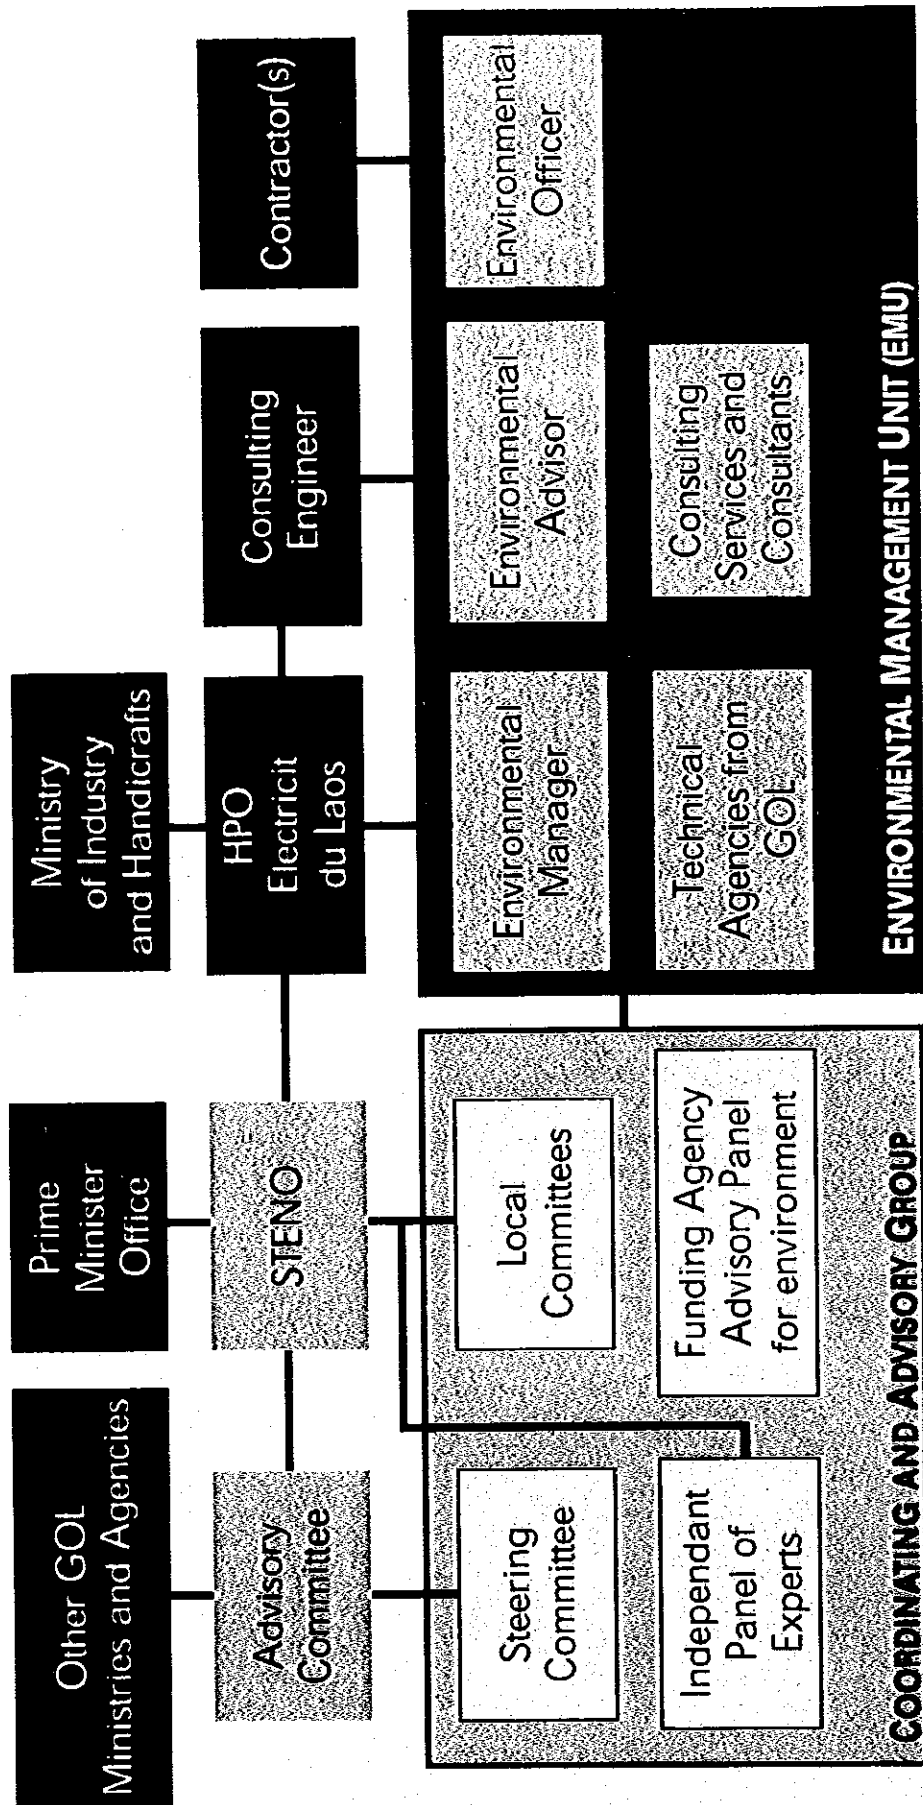 Other GOL
Ministries and Agencies
Prime
Minister
Office
Ministry
of Industry
and Handicrafts
Advisory
Committee
STENO
HPO
Electricit
du Laos
Consulting
Engineer
Contractor(s)
Steering
Committee
Local
Committees
Environmental
Manager
Environmental
Advisor
Environmental
Officer
Independant
Panel of
Experts
Funding Agency
Advisory Panel
for environment
Technical
Agencies from
GOL
Consulting
Services and
Consultants
COORDINATING AND ADVISORY GROUP
ENVIRONMENTAL MANAGEMENT UNIT (EMU)